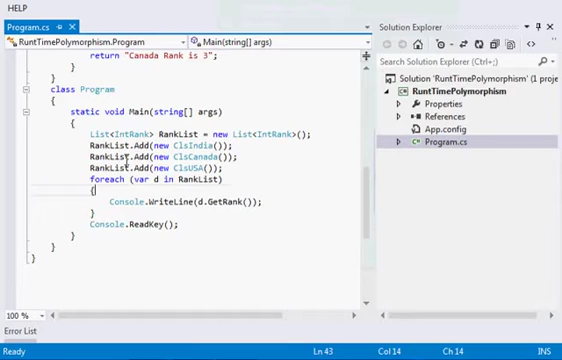 HELP
Program.cs
RuntTimePolymorphism.Program
Main(string[] args)
return "Canada Rank is 3";
}
}
class Program
{
static void Main(string[] args)
{
List<IntRank> RankList = new List<IntRank>();
RankList.Add(new ClsIndia());
RankList.Add(new ClsCanada());
RankList.Add(new ClsUSA());
foreach (var d in RankList)
{
Console.WriteLine(d.GetRank());
}
Console.ReadKey();
}
}
}
100 %
Error List
Ready
Ln 43
Col 14
Ch 14
INS
Solution Explorer
Search Solution Explorer (Ctrl+;)
Solution 'RuntTimePolymorphism' (1 proje
RuntTimePolymorphism
Properties
References
App.config
Program.cs